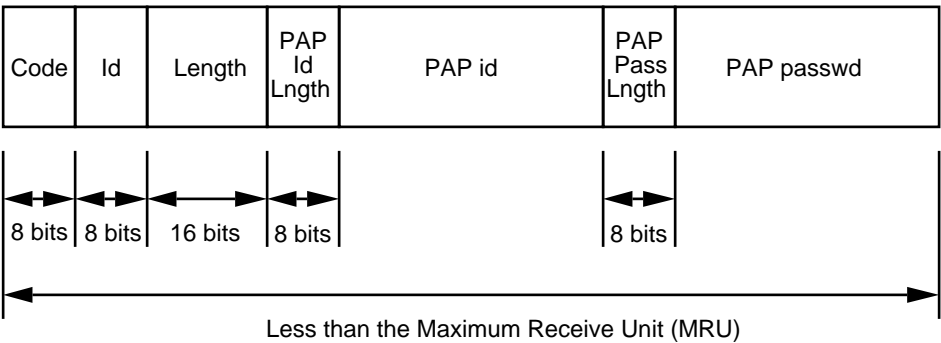 Code
Id
Length
PAP
Id
Lngth
PAP id
PAP
Pass
Lngth
PAP passwd
8 bits
8 bits
16 bits
8 bits
8 bits
Less than the Maximum Receive Unit (MRU)